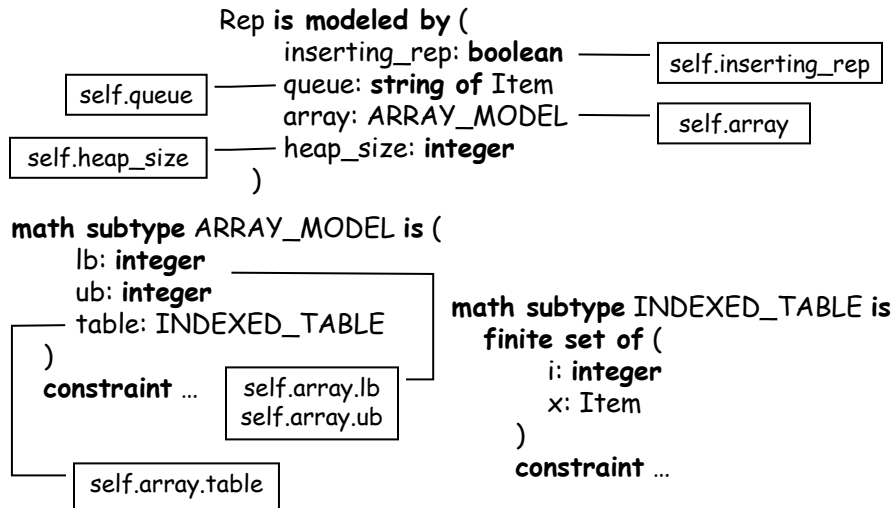 Rep is modeled by (
inserting_rep: boolean
self.inserting_rep
self.queue
queue: string of Item
array: ARRAY_MODEL
self.array
self.heap_size
heap_size: integer
)
math subtype ARRAY_MODEL is (
lb: integer
ub: integer
table: INDEXED_TABLE
)
constraint ...
self.array.lb
self.array.ub
self.array.table
math subtype INDEXED_TABLE is
finite set of (
i: integer
x: Item
)
constraint ...